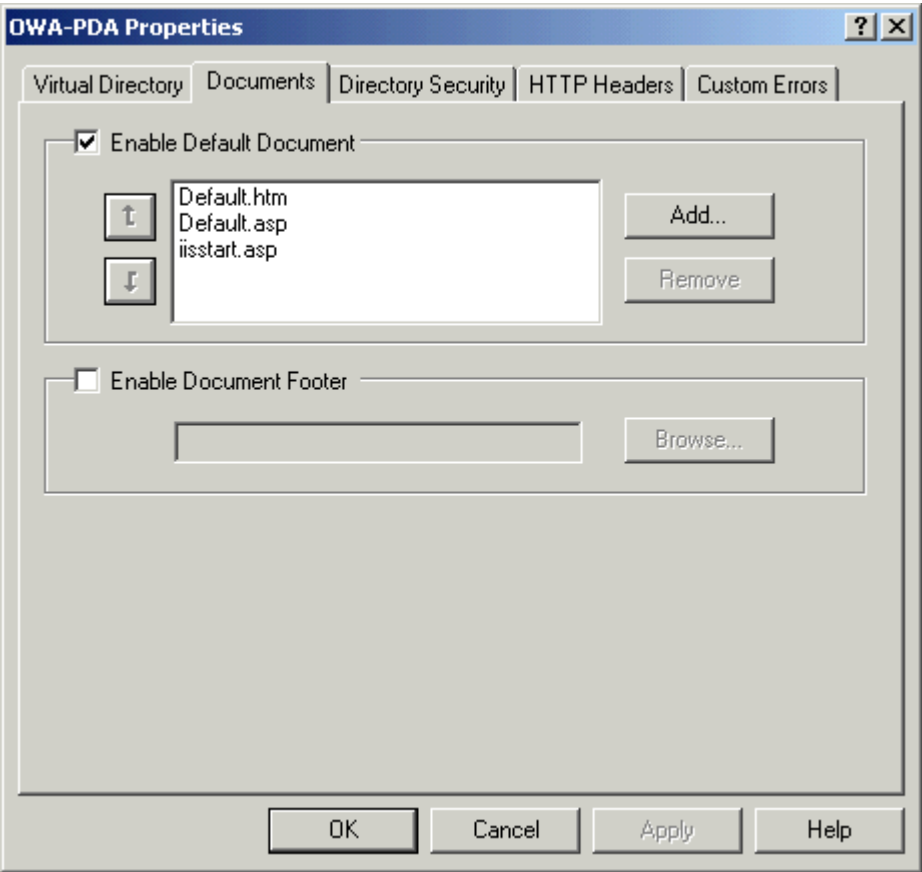 OWA-PDA Properties
Virtual Directory Documents Directory Security HTTP Headers Custom Errors
Enable Default Document
Default.htm
Default.asp
iisstart.asp
Add...
Remove
Enable Document Footer
Browse...
OK Cancel Apply Help